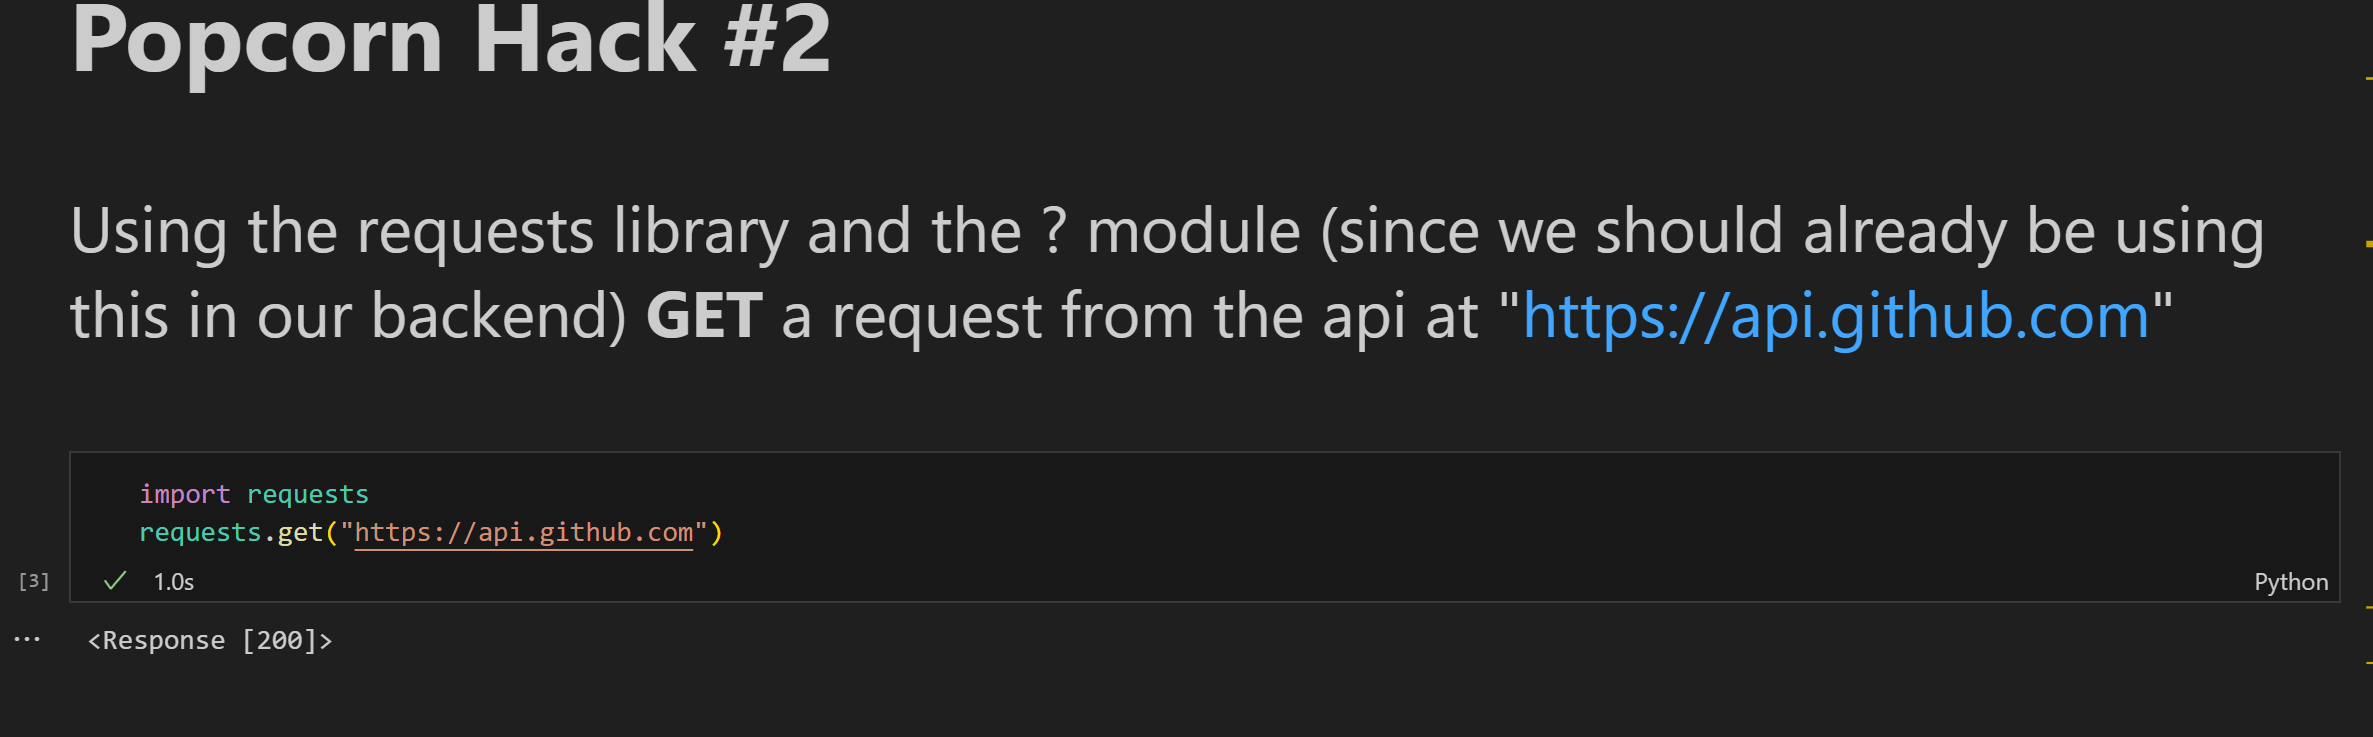 Popcorn Hack #2
Using the requests library and the ? module (since we should already be using
this in our backend) GET a request from the api at "https://api.github.com"
import requests
requests.get("https://api.github.com")
[3] 1.0s Python
... <Response [200]>